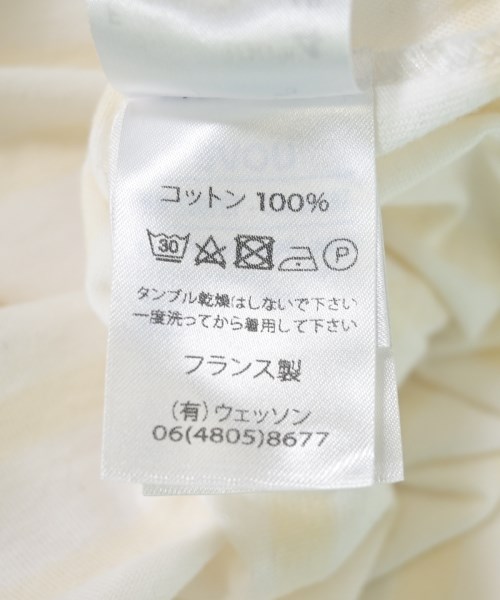 コットン 100%
30 P
タンブル乾燥はしないで下さい
一度洗ってから着用して下さい
フランス製
(有)ウェッソン
06(4805)8677